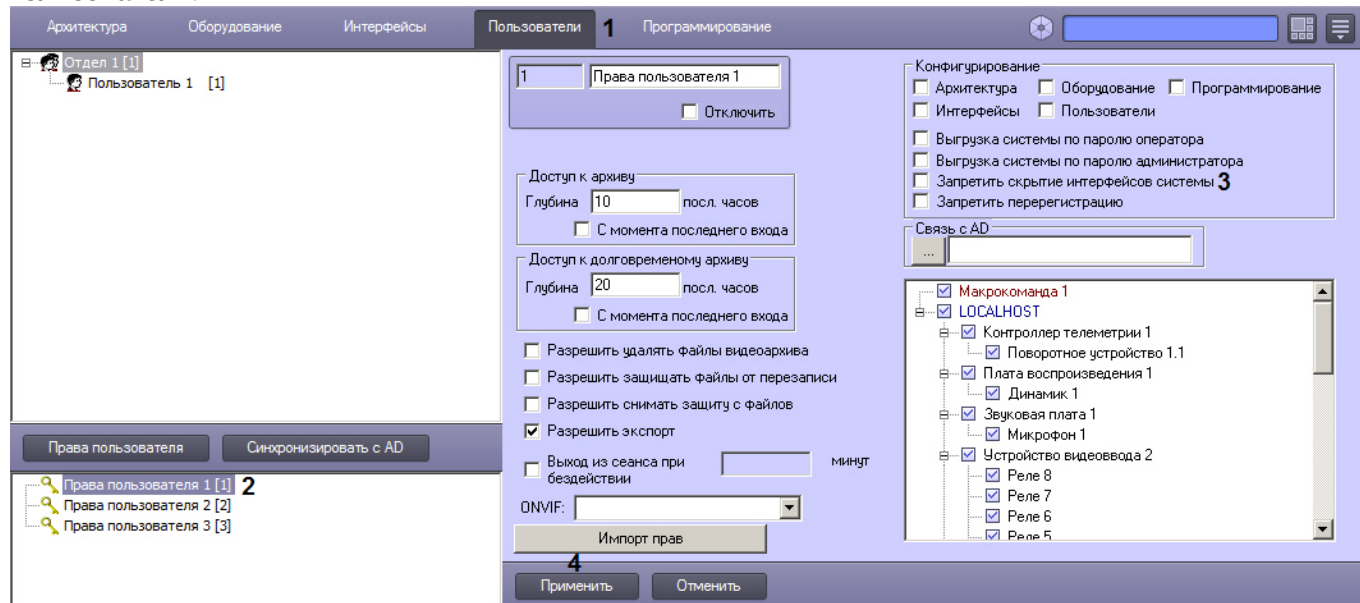 Архитектура Оборудование Интерфейсы Пользователи 1 Программирование
Отдел 1 [1]
Пользователь 1 [1]
Права пользователя Синхронизировать с AD
Права пользователя 1 [1] 2
Права пользователя 2 [2]
Права пользователя 3 [3]
1 Права пользователя 1
Отключить
Доступ к архиву
Глубина 10 посл. часов
С момента последнего входа
Доступ к долговременому архиву
Глубина 20 посл. часов
С момента последнего входа
Разрешить удалять файлы видеоархива
Разрешить защищать файлы от перезаписи
Разрешить снимать защиту с файлов
Разрешить экспорт
Выход из сеанса при минут
бездействии
ONVIF:
Импорт прав
4
Применить Отменить
Конфигурирование
Архитектура Оборудование Программирование
Интерфейсы Пользователи
Выгрузка системы по паролю оператора
Выгрузка системы по паролю администратора
Запретить скрытие интерфейсов системы 3
Запретить перерегистрацию
Связь с AD
...
Макрокоманда 1
LOCALHOST
Контроллер телеметрии 1
Поворотное устройство 1.1
Плата воспроизведения 1
Динамик 1
Звуковая плата 1
Микрофон 1
Устройство видеоввода 2
Реле 8
Реле 7
Реле 6
Реле 5